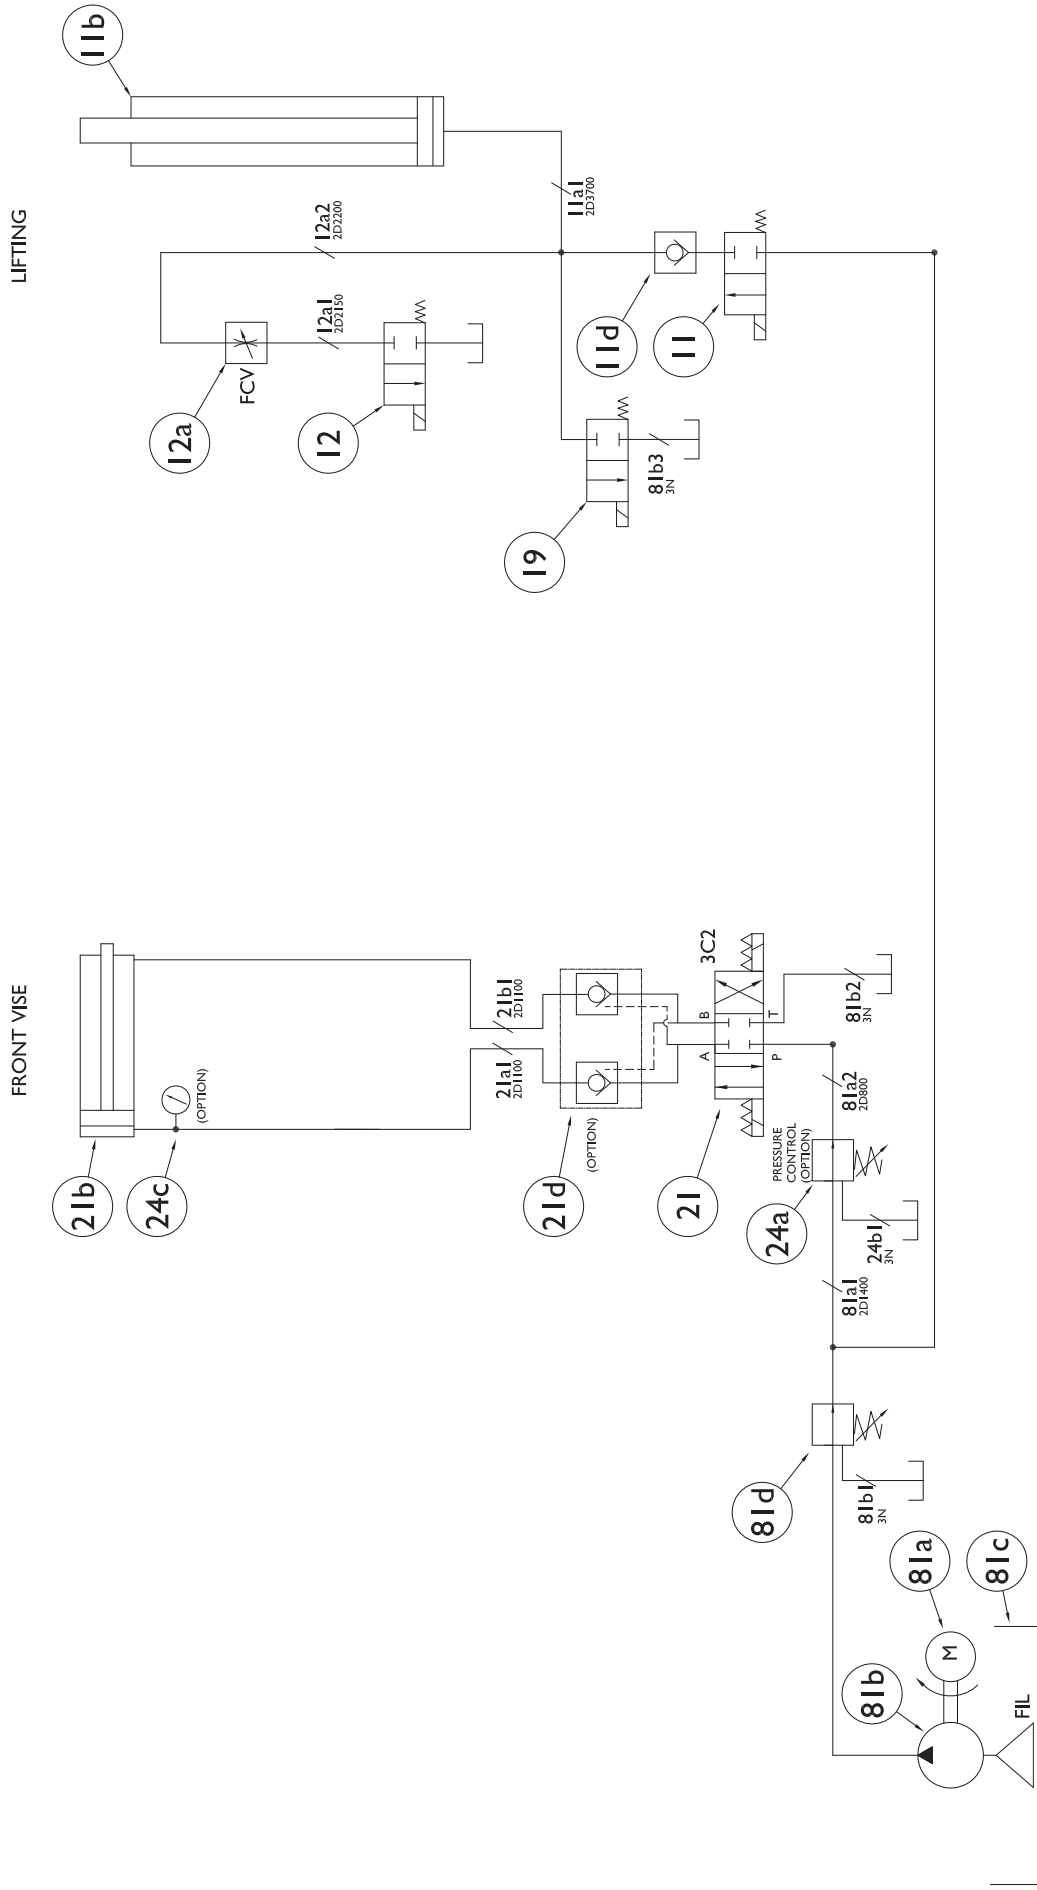 FRONT VISE
LIFTING
21b
24c
(OPTION)
21a1
2D1100
21b1
2D1100
21d
(OPTION)
21
A
B
P
T
3C2
PRESSURE
CONTROL
(OPTION)
24a
24b1
3N
81a1
2D1400
81a2
2D800
81b2
3N
81d
81b1
3N
81b
81a
M
81c
FIL
11b
11a1
2D3700
12a2
2D2200
12a
FCV
12a1
2D2150
12
19
81b3
3N
11d
11